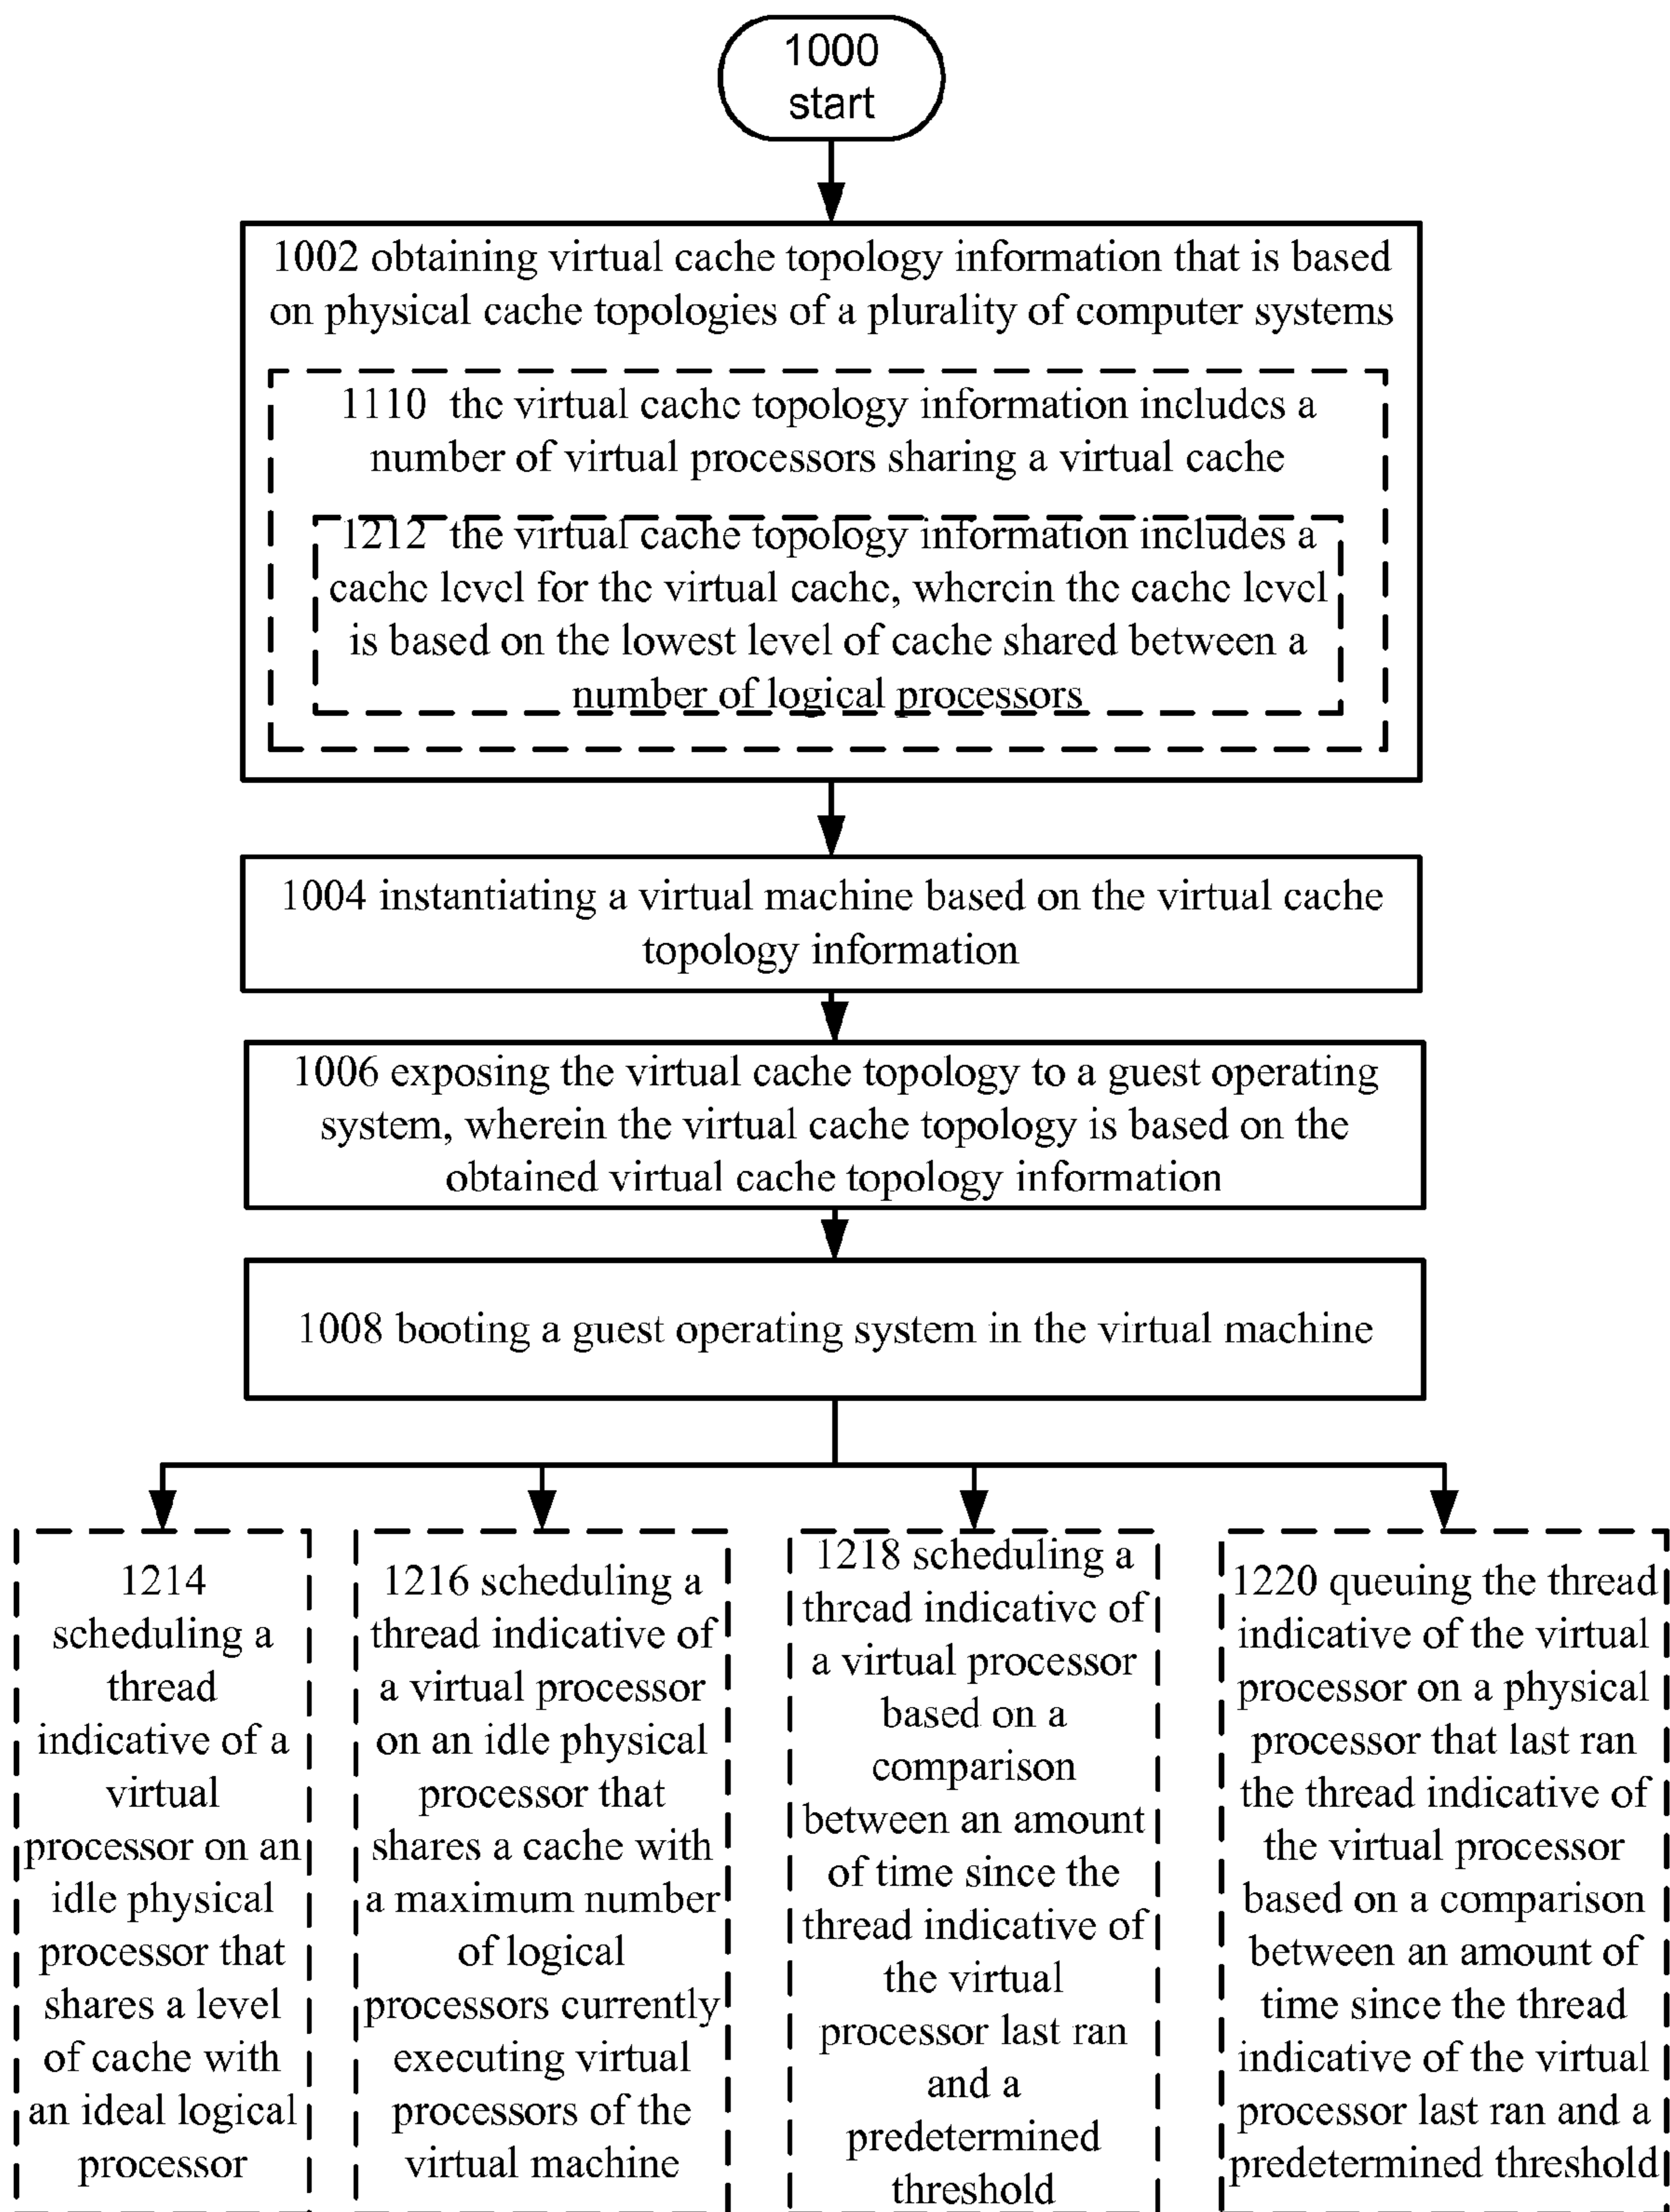 1000
start
1002 obtaining virtual cache topology information that is based
on physical cache topologies of a plurality of computer systems
1110 the virtual cache topology information includes a
number of virtual processors sharing a virtual cache
1212 the virtual cache topology information includes a
cache level for the virtual cache, wherein the cache level
is based on the lowest level of cache shared between a
number of logical processors
1004 instantiating a virtual machine based on the virtual cache
topology information
1006 exposing the virtual cache topology to a guest operating
system, wherein the virtual cache topology is based on the
obtained virtual cache topology information
1008 booting a guest operating system in the virtual machine
1214
scheduling a
thread
indicative of a
virtual
processor on an
idle physical
processor that
shares a level
of cache with
an ideal logical
processor
1216 scheduling a
thread indicative of
a virtual processor
on an idle physical
processor that
shares a cache with
a maximum number
of logical
processors currently
executing virtual
processors of the
virtual machine
1218 scheduling a
thread indicative of
a virtual processor
based on a
comparison
between an amount
of time since the
thread indicative of
the virtual
processor last ran
and a
predetermined
threshold
1220 queuing the thread
indicative of the virtual
processor on a physical
processor that last ran
the thread indicative of
the virtual processor
based on a comparison
between an amount of
time since the thread
indicative of the virtual
processor last ran and a
predetermined threshold